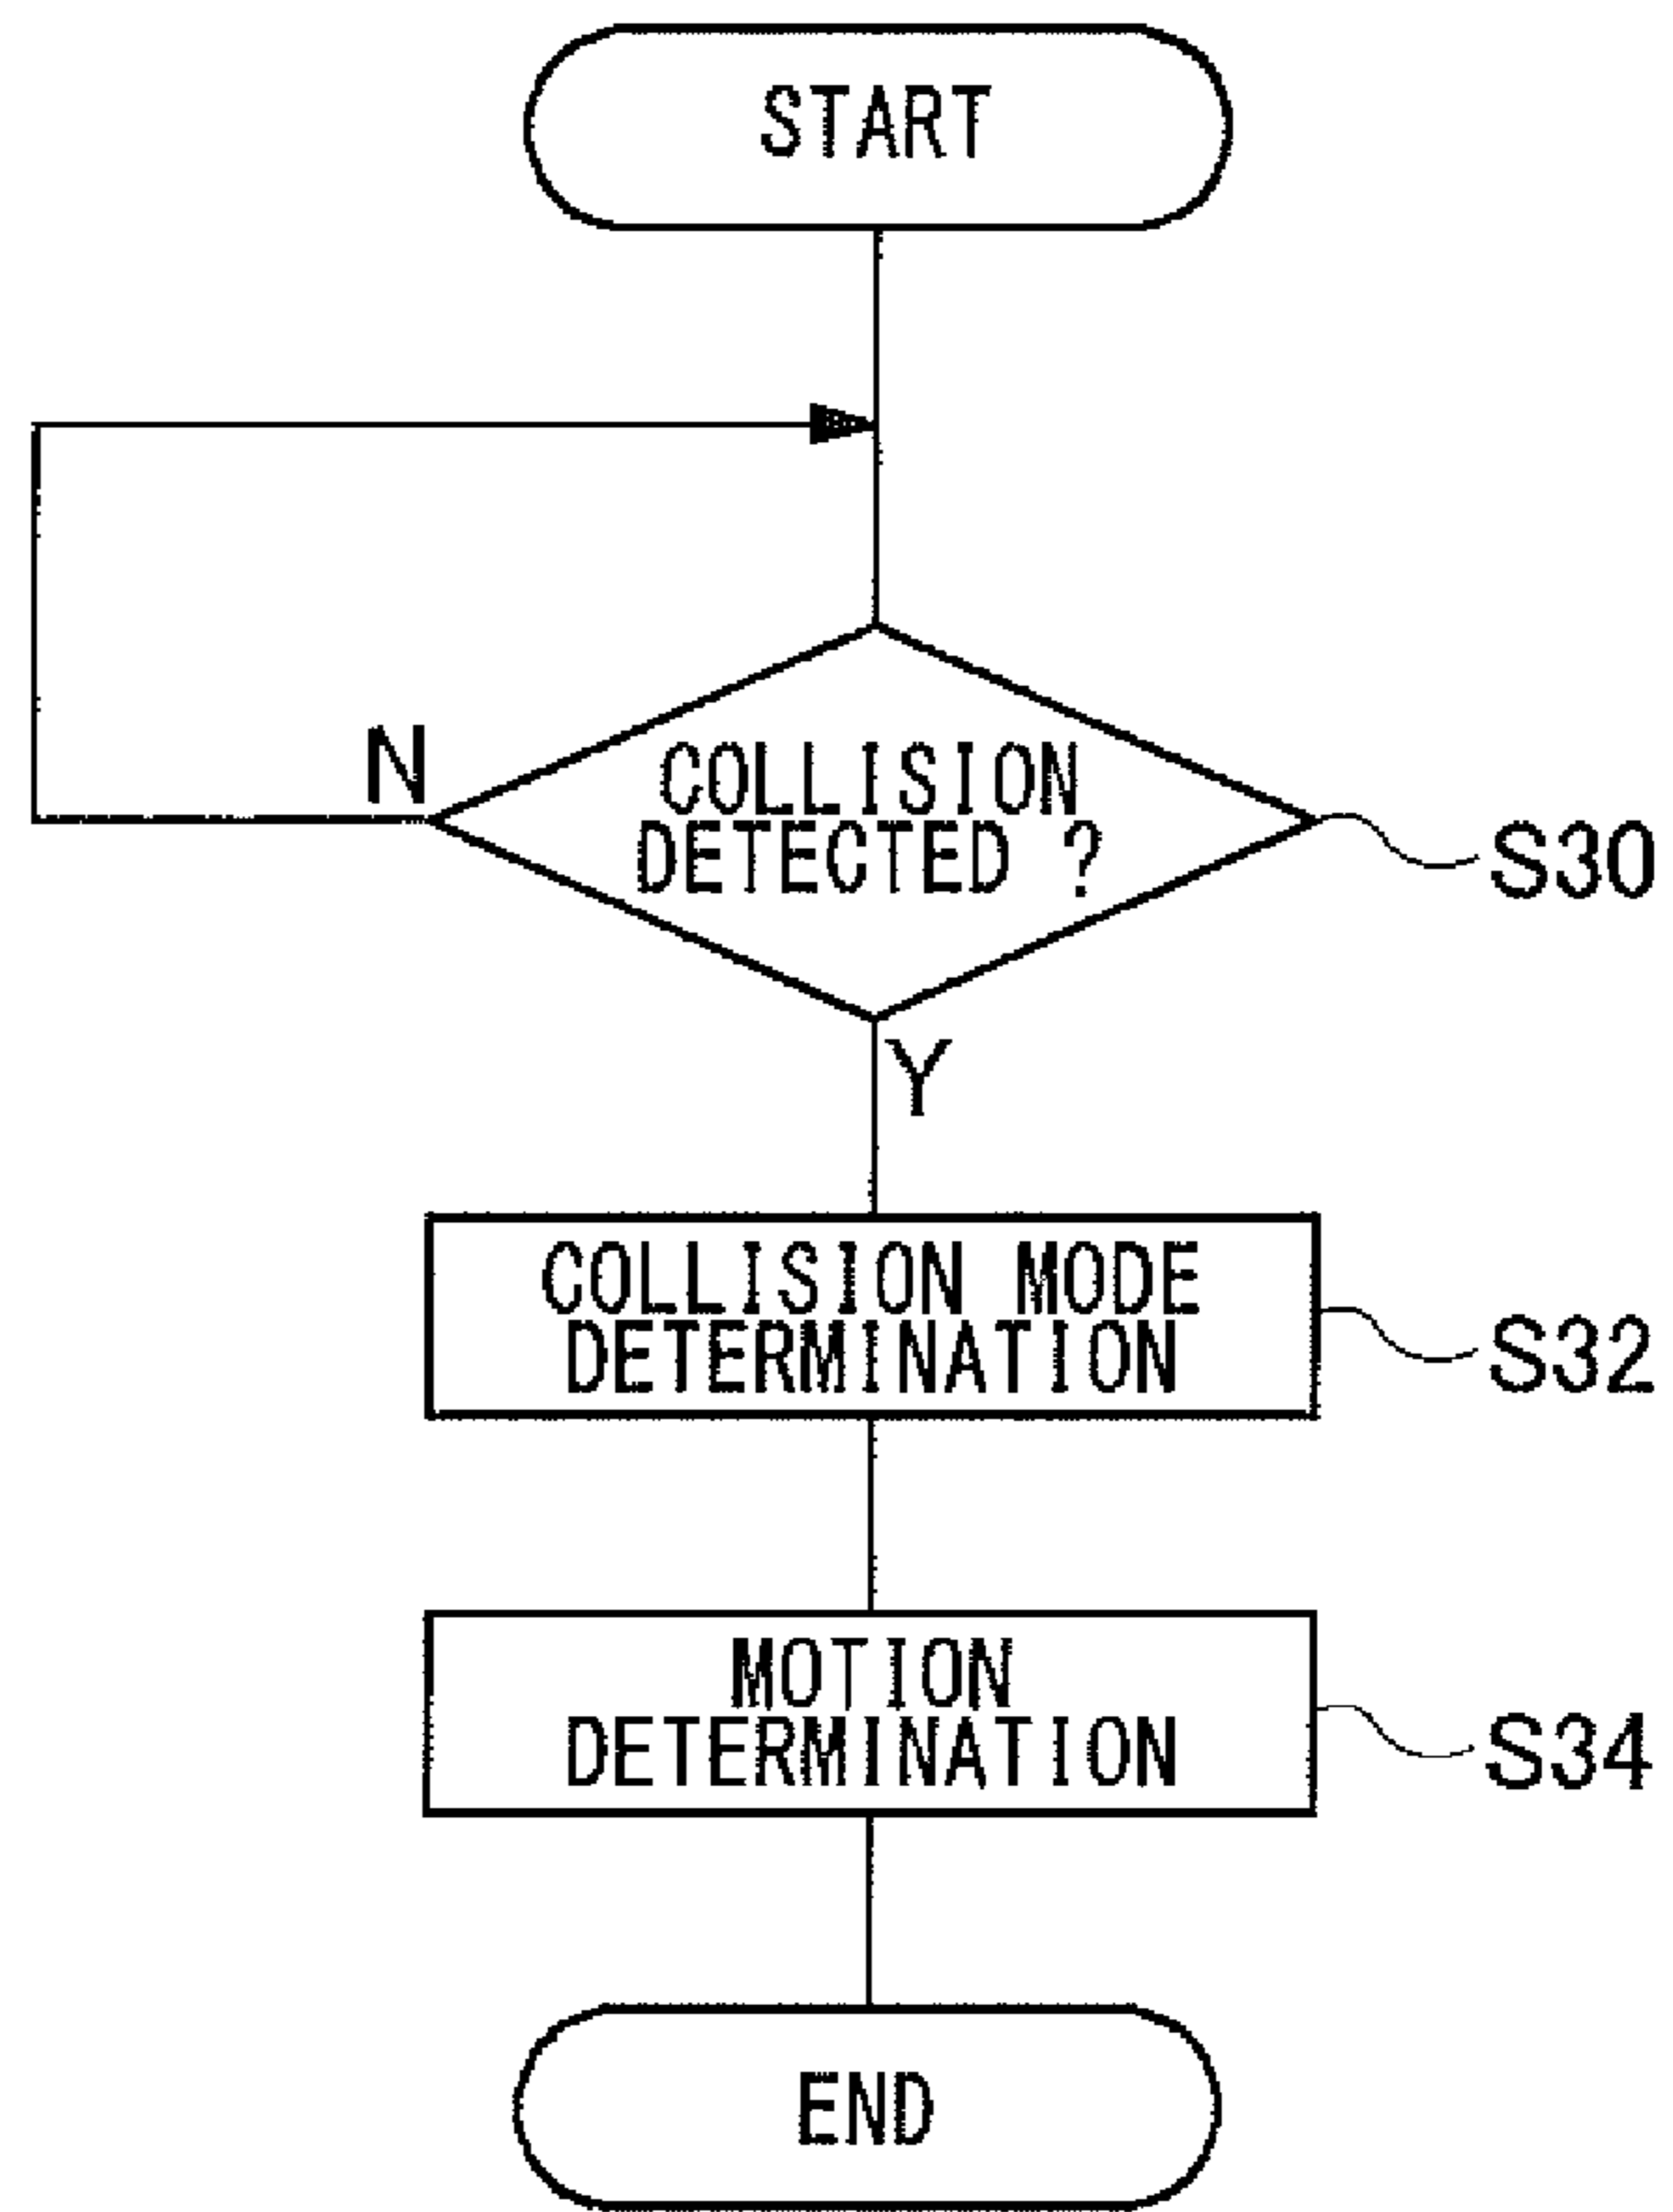 START
N
COLLISION
DETECTED ?
S30
Y
COLLISION MODE
DETERMINATION
S32
MOTION
DETERMINATION
S34
END